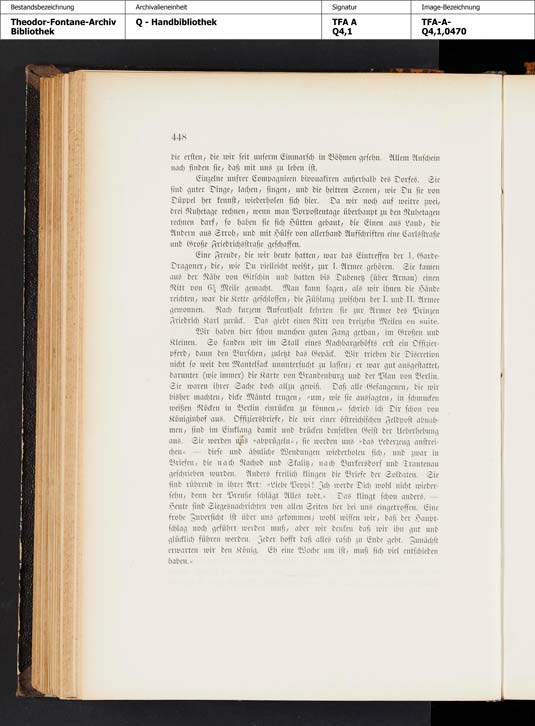 Bestandsbezeichnung
Theodor-Fontane-Archiv
Bibliothek
Archivalieneinheit
Q - Handbibliothek
Signatur
TFA A
Q4,1
Image-Bezeichnung
TFA-A-
Q4,1,0470
448
die ersten, die wir seit unserm Einmarsch in Böhmen gesehn. Allem Anschein
nach finden sie, daß mit uns zu leben ist.
Einzelne unsrer Compagnieen bivouakiren außerhalb des Dorfes. Sie
sind guter Dinge, lachen, singen, und die heitren Scenen, wie Du sie von
Düppel her kennst, wiederholen sich hier. Da wir noch auf weitre zwei,
drei Ruhetage rechnen, wenn man Vorpostentage überhaupt zu den Ruhetagen
rechnen darf, so haben sie sich Hütten gebaut, die Einen aus Laub, die
Andern aus Stroh, und mit Hülfe von allerhand Aufschriften eine Carlsstraße
und Große Friedrichsstraße geschaffen.
Eine Freude, die wir heute hatten, war das Eintreffen der 1. Garde-
Dragoner, die, wie Du vielleicht weißt, zur I. Armee gehören. Sie kamen
aus der Nähe von Gitschin und hatten bis Dubenetz (über Arnau) einen
Ritt von 6½ Meile gemacht. Man kann sagen, als wir ihnen die Hände
reichten, war die Kette geschlossen, die Fühlung zwischen der I. und II. Armee
gewonnen. Nach kurzem Aufenthalt kehrten sie zur Armee des Prinzen
Friedrich Karl zurück. Das giebt einen Ritt von dreizehn Meilen en suite.
Wir haben hier schon manchen guten Fang gethan, im Großen und
Kleinen. So fanden wir im Stall eines Nachbargehöfts erst ein Offizier-
pferd, dann den Burschen, zuletzt das Gepäck. Wir trieben die Discretion
nicht so weit den Mantelsack ununtersucht zu lassen; er war gut ausgestattet,
darunter (wie immer) die Karte von Brandenburg und der Plan von Berlin.
Sie waren ihrer Sache doch allzu gewiß. Daß alle Gefangenen, die wir
bisher machten, dicke Mäntel trugen, »um, wie sie aussagten, in schmucken
weißen Röcken in Berlin einrücken zu können,« schrieb ich Dir schon von
Königinhof aus. Offiziersbriefe, die wir einer östreichischen Feldpost abnah-
men, sind im Einklang damit und drücken denselben Geist der Ueberhebung
aus. Sie werden uns »abprügeln«, sie werden uns »das Lederzeug anstrei-
chen« — diese und ähnliche Wendungen wiederholen sich, und zwar in
Briefen, die nach Nachod und Skalitz, nach Burkersdorf und Trautenau
geschrieben wurden. Anders freilich klingen die Briefe der Soldaten. Sie
sind rührend in ihrer Art: »Liebe Peppi! Ich werde Dich wohl nicht wieder-
sehn, denn der Preuße schlägt Alles todt.« Das klingt schon anders. —
Heute sind Siegesnachrichten von allen Seiten her bei uns eingetroffen. Eine
frohe Zuversicht ist über uns gekommen; wohl wissen wir, daß der Haupt-
schlag noch geführt werden muß, aber wir denken daß wir ihn gut und
glücklich führen werden. Jeder hofft daß alles rasch zu Ende geht. Zunächst
erwarten wir den König. Eh eine Woche um ist, muß sich viel entschieden
haben.«